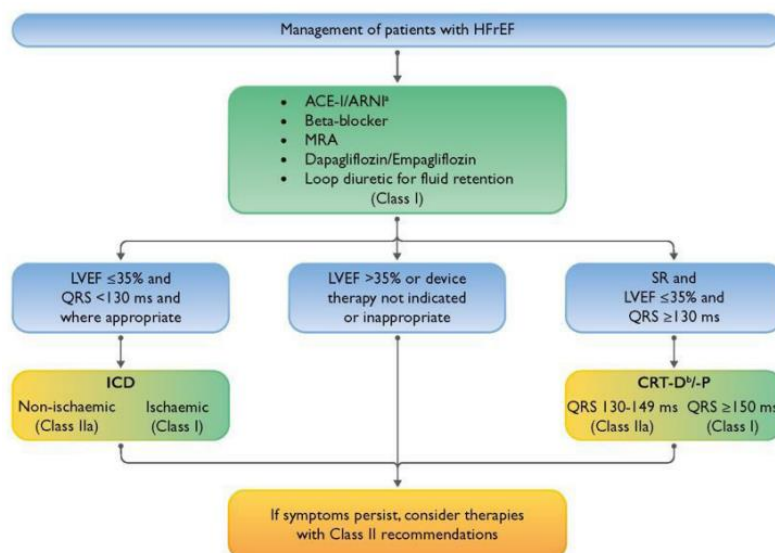 Management of patients with HFrEF
• ACE-I/ARNIᵃ
• Beta-blocker
• MRA
• Dapagliflozin/Empagliflozin
• Loop diuretic for fluid retention
(Class I)
LVEF ≤35% and
QRS <130 ms and
where appropriate
LVEF >35% or device
therapy not indicated
or inappropriate
SR and
LVEF ≤35% and
QRS ≥130 ms
ICD
Non-ischaemic Ischaemic
(Class IIa) (Class I)
CRT-Dᵇ/-P
QRS 130-149 ms QRS ≥150 ms
(Class IIa) (Class I)
If symptoms persist, consider therapies
with Class II recommendations